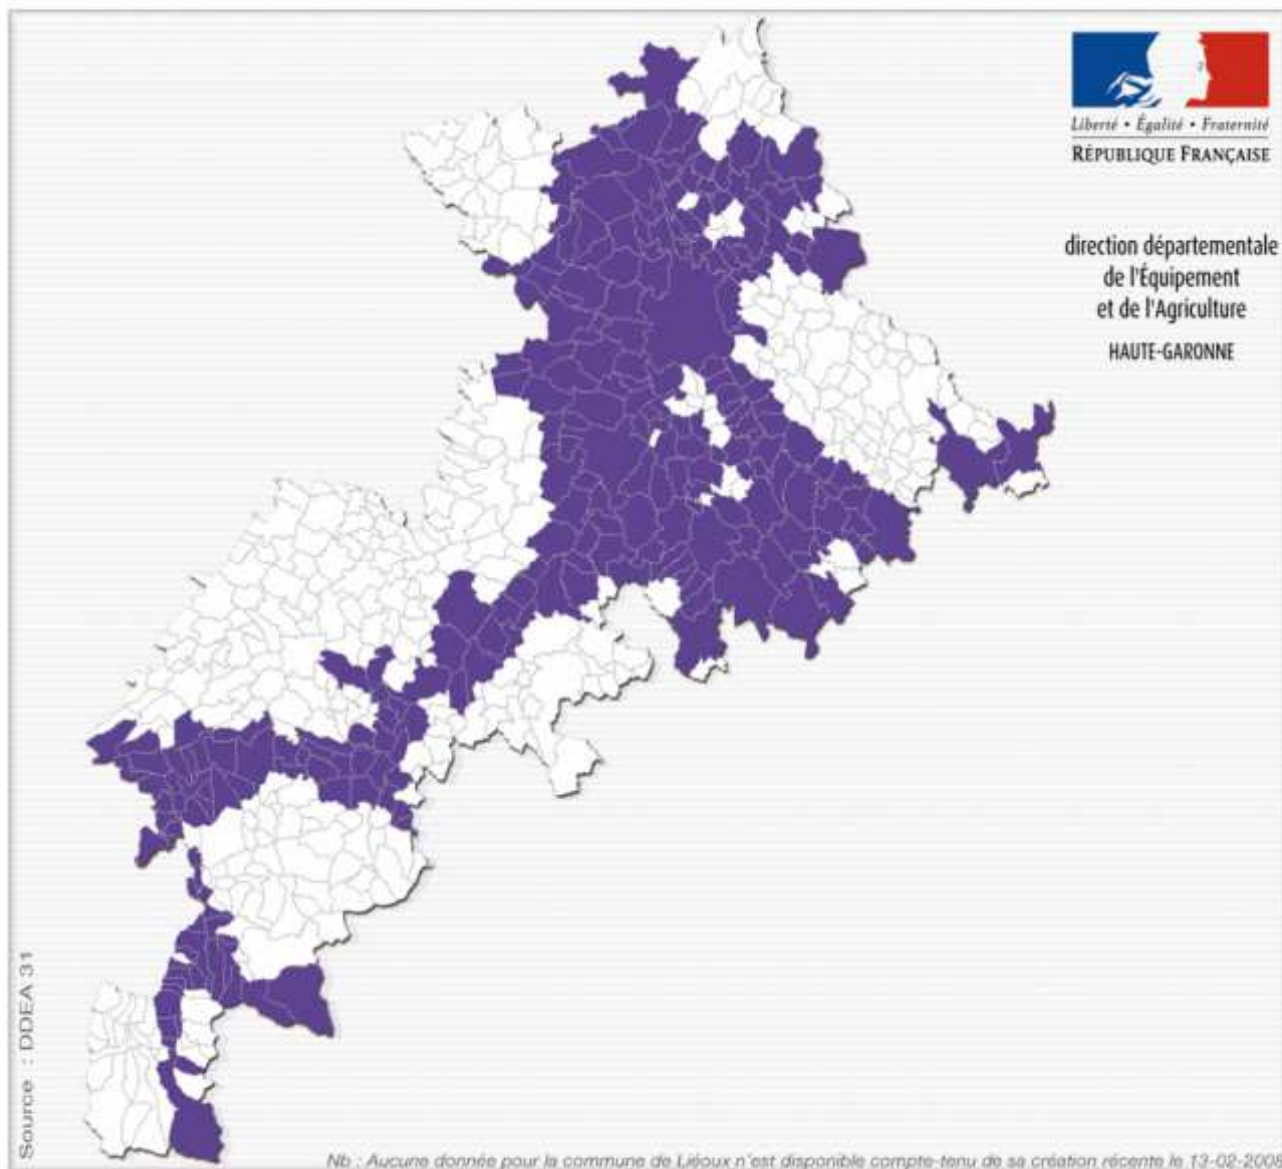 Liberté • Égalité • Fraternité
RÉPUBLIQUE FRANÇAISE
direction départementale
de l'Équipement
et de l'Agriculture
HAUTE-GARONNE
Source : DDEA 31
Nb : Aucune donnée pour la commune de Liéoux n'est disponible compte-tenu de sa création récente le 13-02-2008